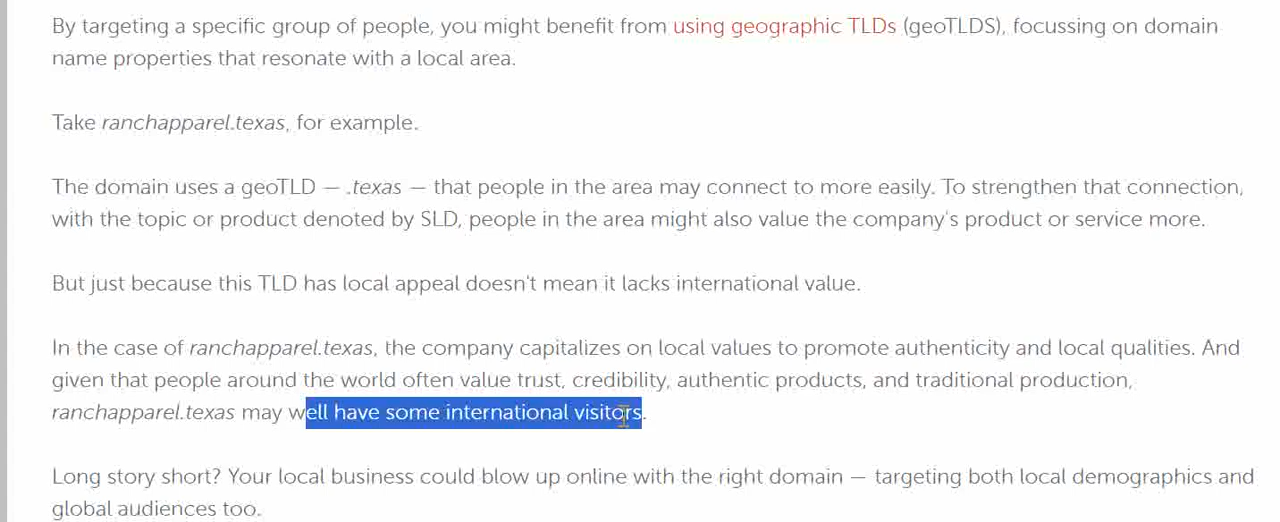 By targeting a specific group of people, you might benefit from using geographic TLDs (geoTLDS), focussing on domain
name properties that resonate with a local area.
Take ranchapparel.texas, for example.
The domain uses a geoTLD — .texas — that people in the area may connect to more easily. To strengthen that connection,
with the topic or product denoted by SLD, people in the area might also value the company's product or service more.
But just because this TLD has local appeal doesn't mean it lacks international value.
In the case of ranchapparel.texas, the company capitalizes on local values to promote authenticity and local qualities. And
given that people around the world often value trust, credibility, authentic products, and traditional production,
ranchapparel.texas may well have some international visitors.
Long story short? Your local business could blow up online with the right domain — targeting both local demographics and
global audiences too.